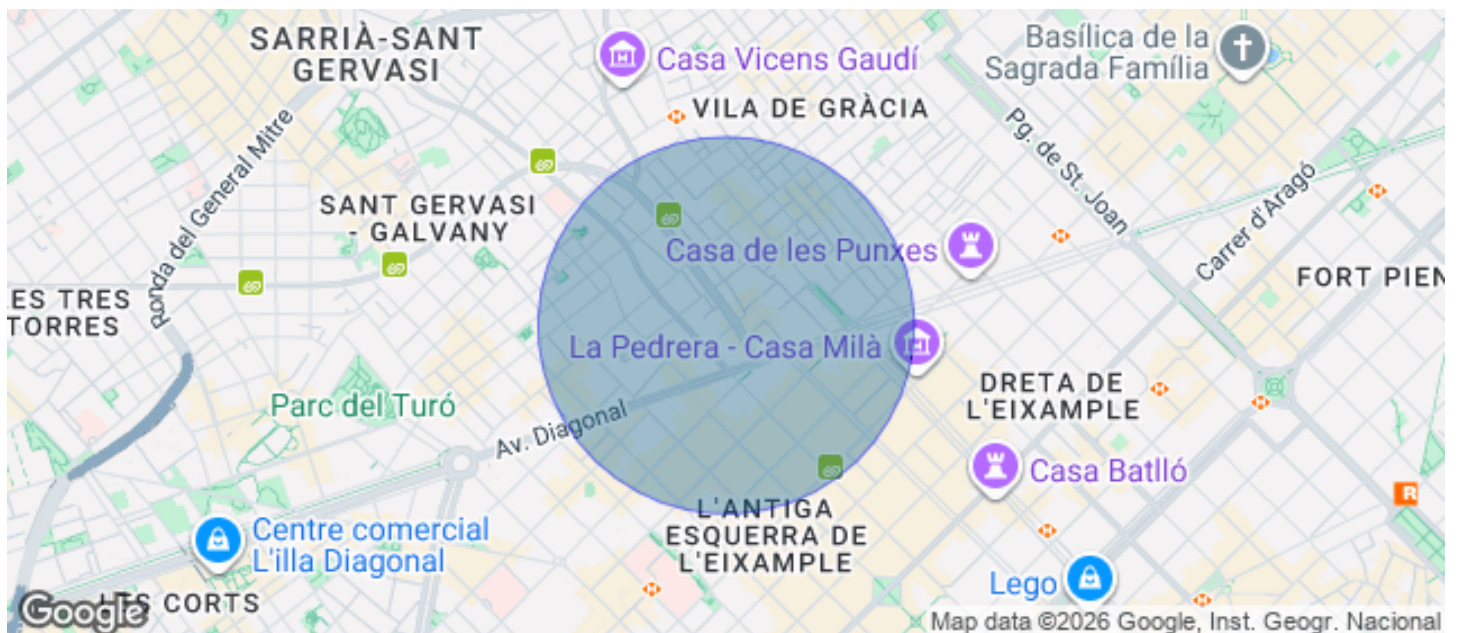 SARRIÀ-SANT
GERVASI
Casa Vicens Gaudí
Basílica de la
Sagrada Família
VILA DE GRÀCIA
Ronda del General Mitre
Pg. de St. Joan
SANT GERVASI
- GALVANY
Carrer d'Aragó
Casa de les Punxes
FORT PIEN
ES TRES
TORRES
La Pedrera - Casa Milà
DRETA DE
L'EIXAMPLE
Parc del Turó
Av. Diagonal
Casa Batlló
R
L'ANTIGA
ESQUERRA DE
L'EIXAMPLE
Centre comercial
L'illa Diagonal
Lego
LES CORTS
Google
Map data ©2026 Google, Inst. Geogr. Nacional